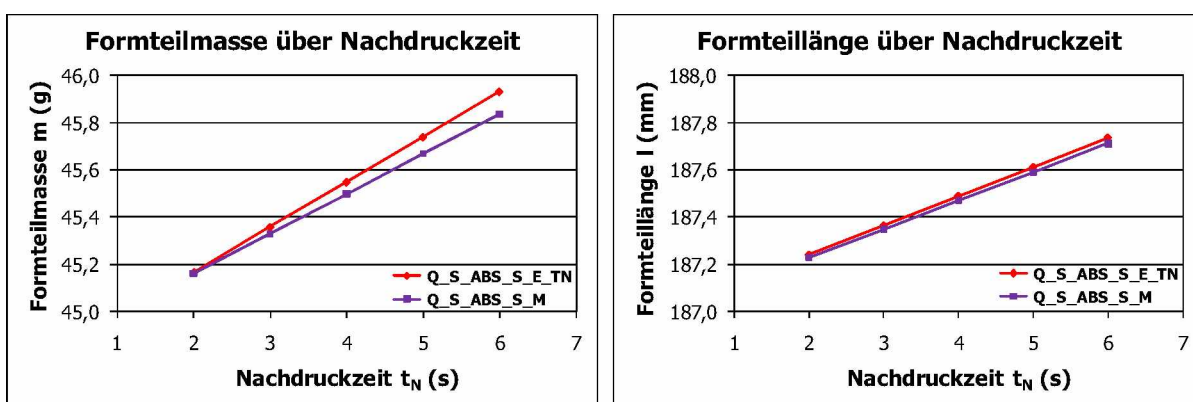 Formteilmasse über Nachdruckzeit
Formteilmasse m (g)
46,0
45,8
45,6
45,4
45,2
45,0
Q_S_ABS_S_E_TN
Q_S_ABS_S_M
1 2 3 4 5 6 7
Nachdruckzeit tN (s)
Formteillänge über Nachdruckzeit
Formteillänge l (mm)
188,0
187,8
187,6
187,4
187,2
187,0
Q_S_ABS_S_E_TN
Q_S_ABS_S_M
1 2 3 4 5 6 7
Nachdruckzeit tN (s)